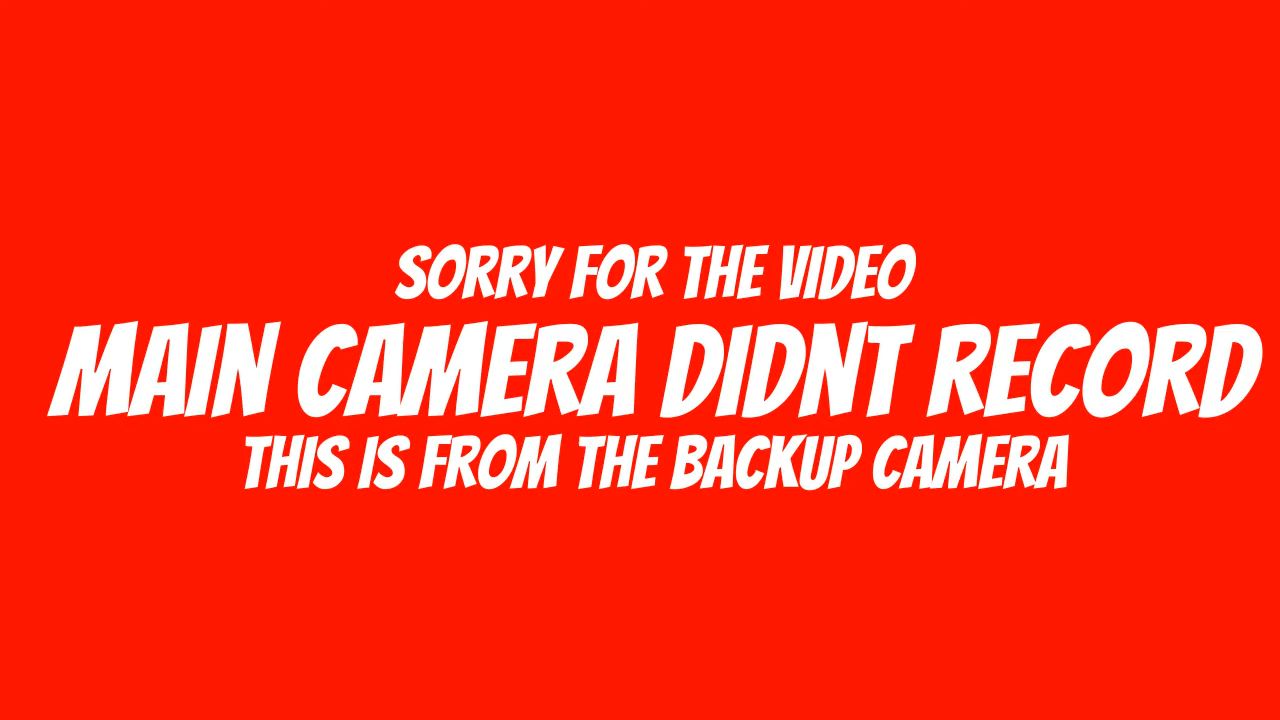 SORRY FOR THE VIDEO
MAIN CAMERA DIDNT RECORD
THIS IS FROM THE BACKUP CAMERA